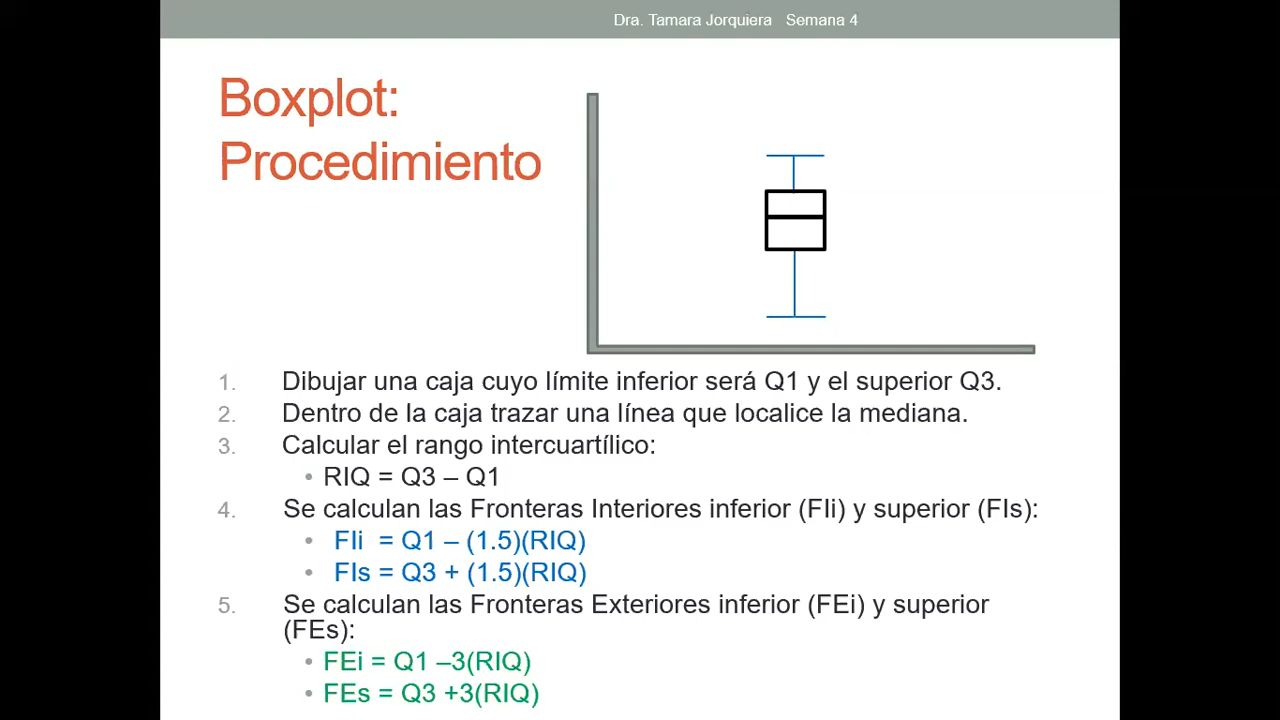 Dra. Tamara Jorquiera Semana 4
Boxplot:
Procedimiento
1. Dibujar una caja cuyo límite inferior será Q1 y el superior Q3.
2. Dentro de la caja trazar una línea que localice la mediana.
3. Calcular el rango intercuartílico:
• RIQ = Q3 – Q1
4. Se calculan las Fronteras Interiores inferior (FIi) y superior (FIs):
• FIi = Q1 – (1.5)(RIQ)
• FIs = Q3 + (1.5)(RIQ)
5. Se calculan las Fronteras Exteriores inferior (FEi) y superior
(FEs):
• FEi = Q1 –3(RIQ)
• FEs = Q3 +3(RIQ)